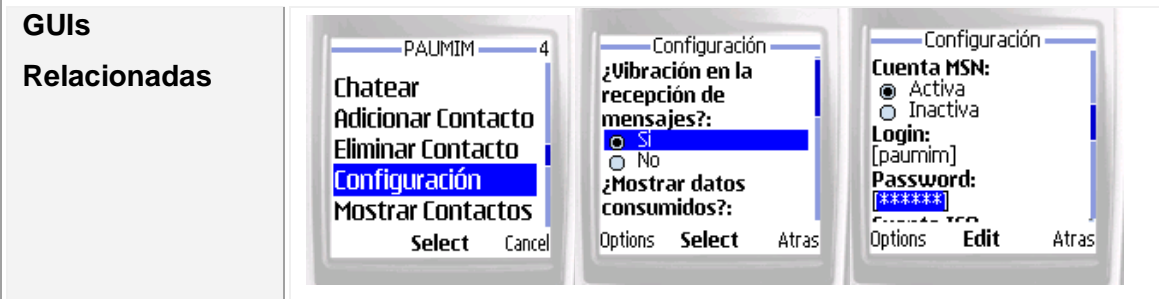 GUIs
Relacionadas
PAUMIM 4
Chatear
Adicionar Contacto
Eliminar Contacto
Configuración
Mostrar Contactos
Select Cancel
Configuración
¿Vibración en la
recepción de
mensajes?:
Si
No
¿Mostrar datos
consumidos?:
Options Select Atras
Configuración
Cuenta MSN:
Activa
Inactiva
Login:
[paumim]
Password:
[******]
Options Edit Atras